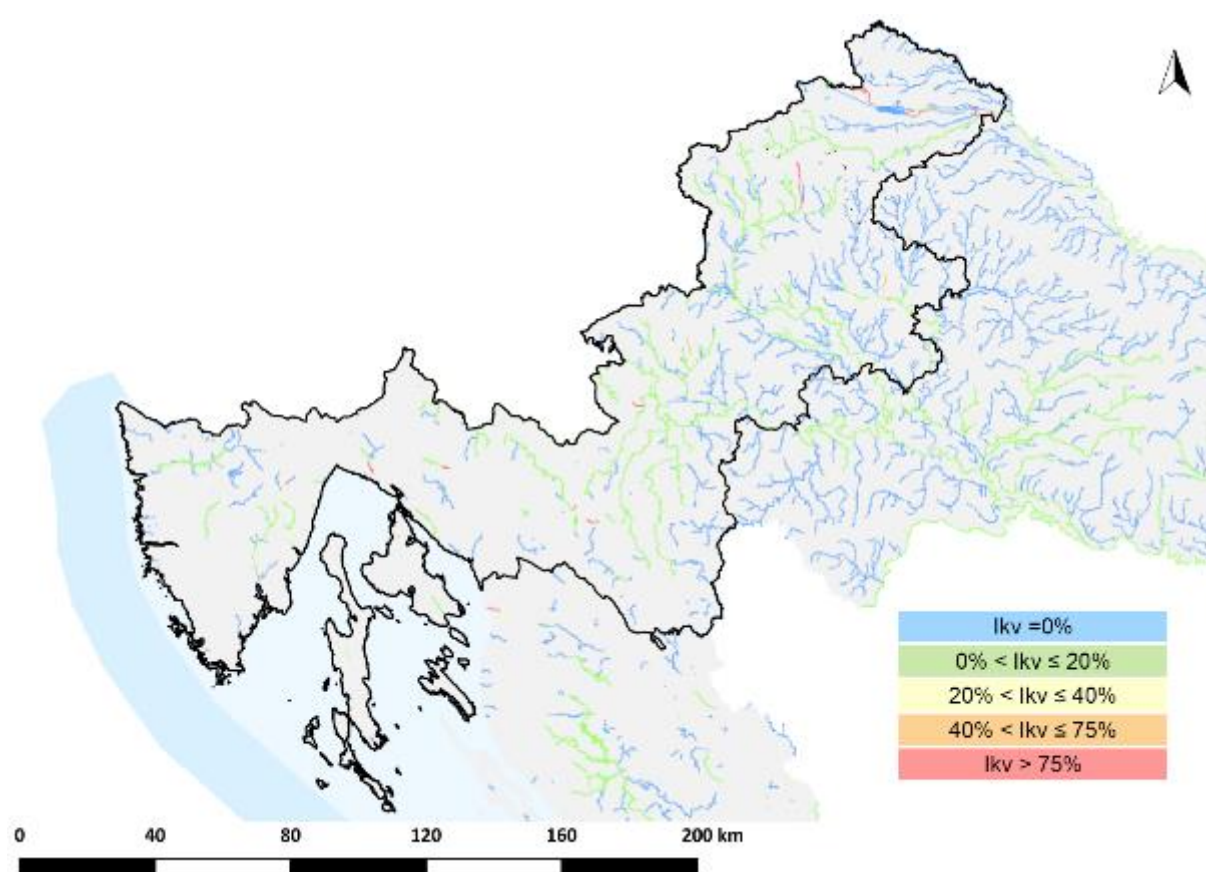 Ikv =0%
0% < Ikv ≤ 20%
20% < Ikv ≤ 40%
40% < Ikv ≤ 75%
Ikv > 75%
0 40 80 120 160 200 km